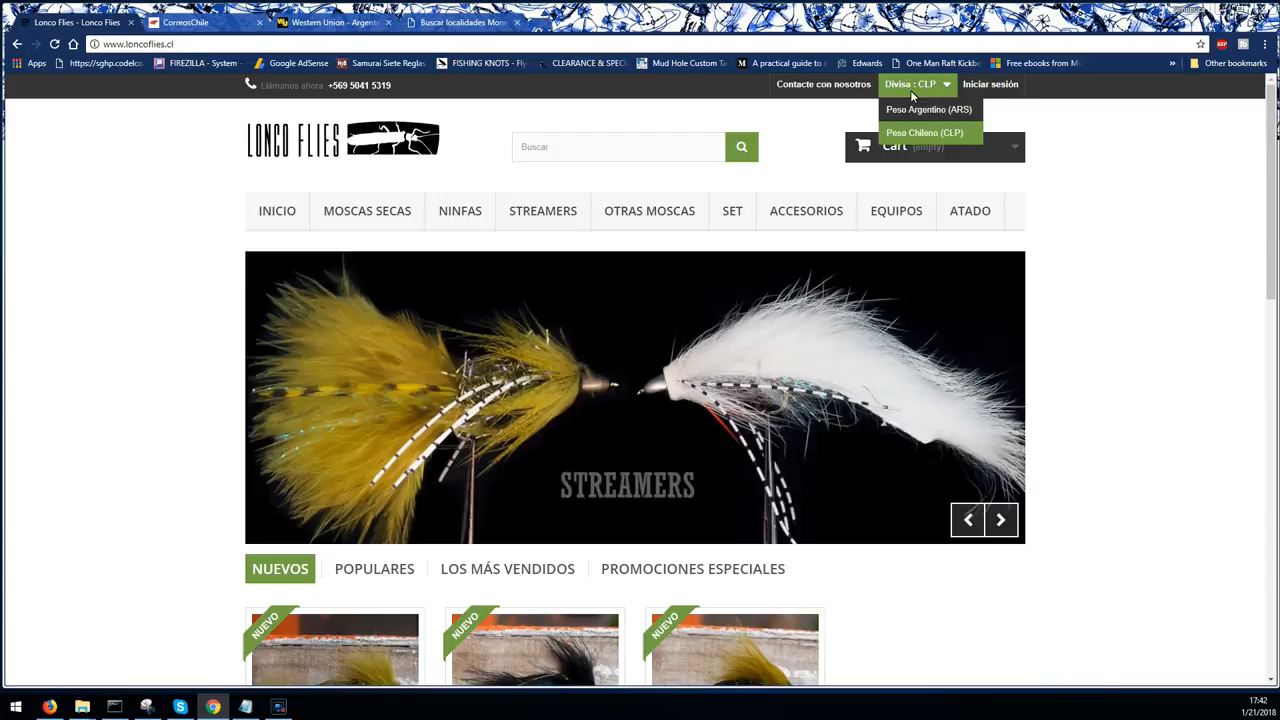 Lonco Flies - Lonco Flies
CorreosChile
Western Union - Argent
Buscar localidades Mone
www.loncoflies.cl
Apps
https://sghp.codelco
FIREZILLA - System
Google AdSense
Samurai Siete Reglas
FISHING KNOTS - Fly
CLEARANCE & SPEC
Mud Hole Custom Ta
A practical guide to c
Edwards
One Man Raft Kickbo
Free ebooks from Mi
Other bookmarks
Llámanos ahora +569 5041 5319
Contacte con nosotros
Divisa : CLP
Iniciar sesión
Peso Argentino (ARS)
Peso Chileno (CLP)
LONCO FLIES
Buscar
Cart (empty)
INICIO
MOSCAS SECAS
NINFAS
STREAMERS
OTRAS MOSCAS
SET
ACCESORIOS
EQUIPOS
ATADO
STREAMERS
NUEVOS
POPULARES
LOS MÁS VENDIDOS
PROMOCIONES ESPECIALES
NUEVO
NUEVO
NUEVO
17:42
1/21/2018